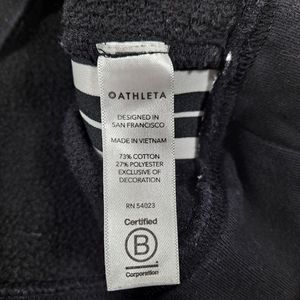 ATHLETA
DESIGNED IN
SAN FRANCISCO
MADE IN VIETNAM
73% COTTON
27% POLYESTER
EXCLUSIVE OF
DECORATION
RN 54023
Certified
B
Corporation